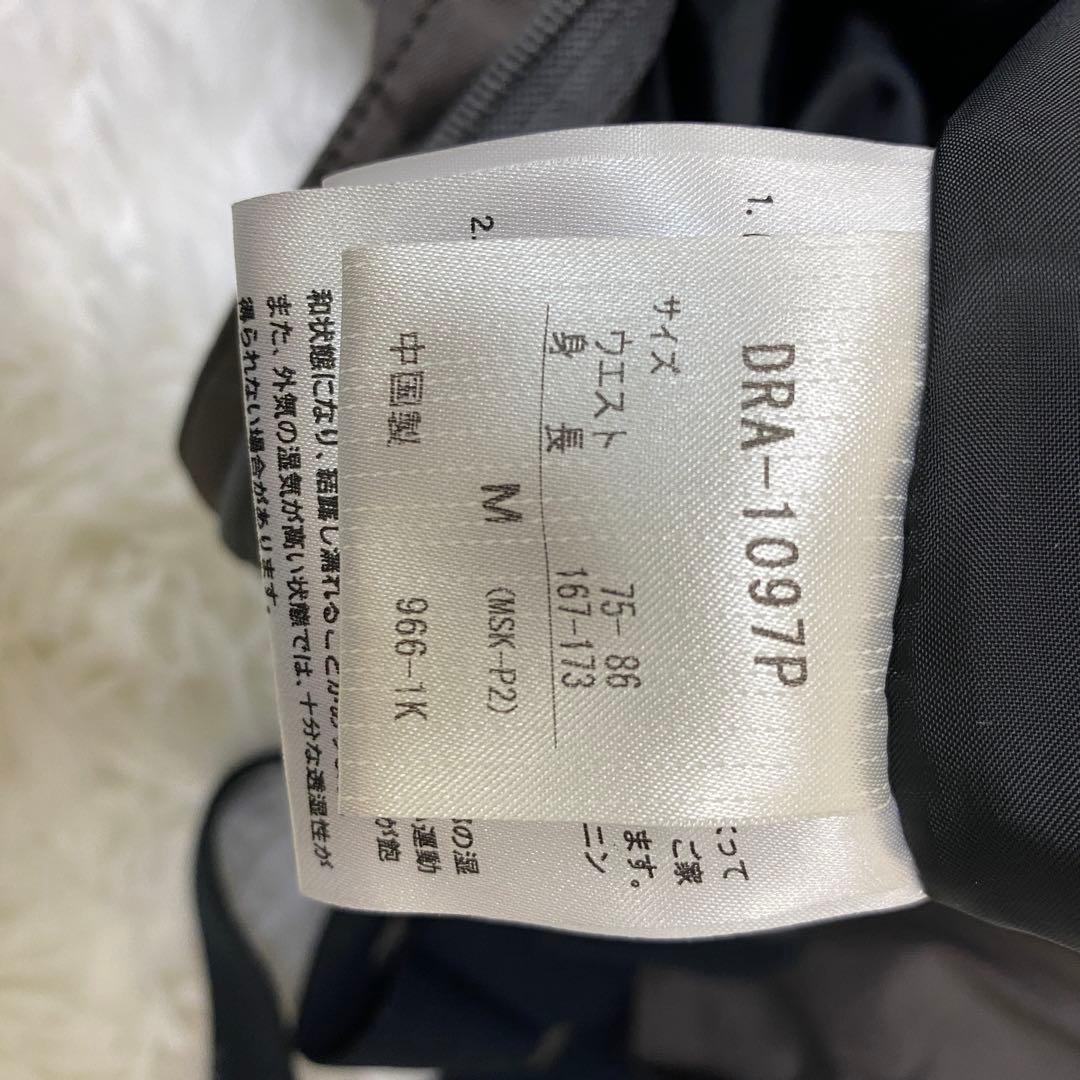 DRA-1097P
サイズ
ウエスト 75-86
身長 167-173
M (MSK-P2)
中国製 966-1K
1.
2.
って
ご家
ます。
ニン
の湿
運動
が飽
和状態になり、結露し濡れることが
また、外気の湿気が高い状態では、十分な透湿性が
得られない場合があります。